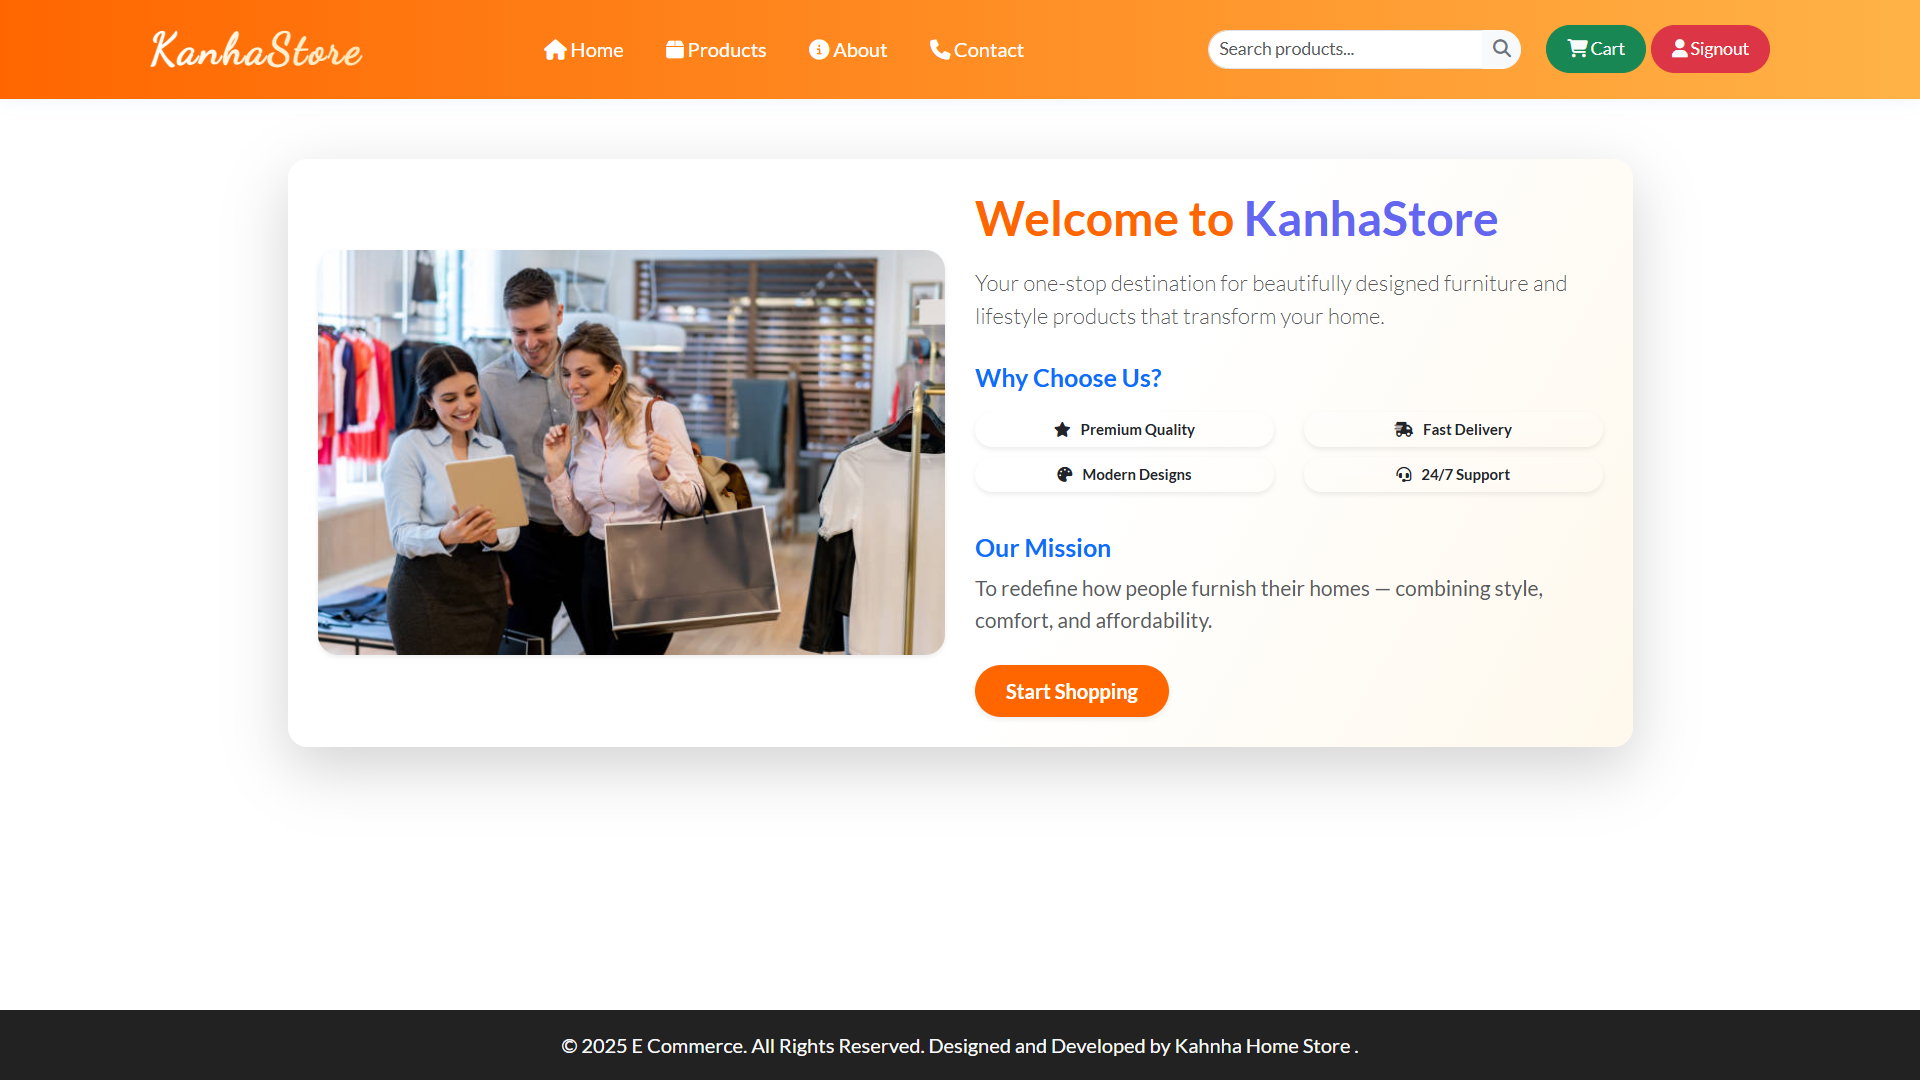 KanhaStore
Home
Products
About
Contact
Search products...
Cart
Signout
Welcome to KanhaStore
Your one-stop destination for beautifully designed furniture and
lifestyle products that transform your home.
Why Choose Us?
Premium Quality
Fast Delivery
Modern Designs
24/7 Support
Our Mission
To redefine how people furnish their homes — combining style,
comfort, and affordability.
Start Shopping
© 2025 E Commerce. All Rights Reserved. Designed and Developed by Kahnha Home Store .